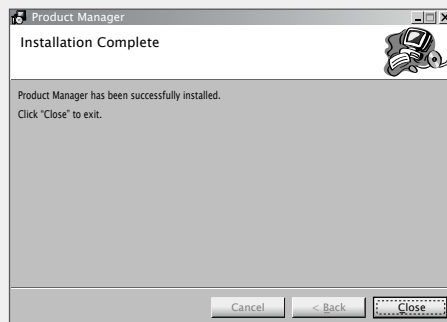 Product Manager
Installation Complete
Product Manager has been successfully installed.
Click "Close" to exit.
Cancel
< Back
Close